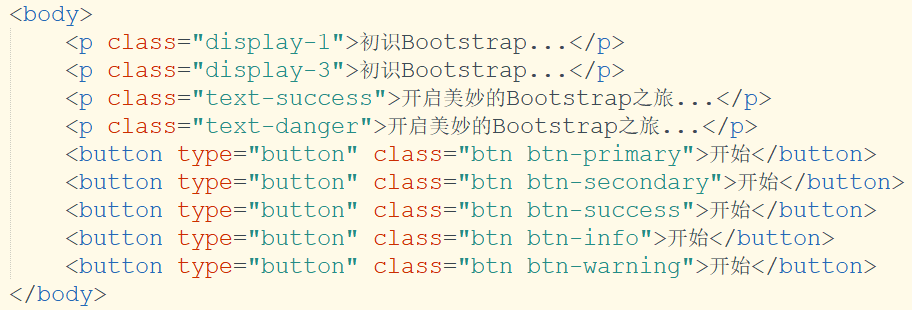 <body>
    <p class="display-1">初识Bootstrap...</p>
    <p class="display-3">初识Bootstrap...</p>
    <p class="text-success">开启美妙的Bootstrap之旅...</p>
    <p class="text-danger">开启美妙的Bootstrap之旅...</p>
    <button type="button" class="btn btn-primary">开始</button>
    <button type="button" class="btn btn-secondary">开始</button>
    <button type="button" class="btn btn-success">开始</button>
    <button type="button" class="btn btn-info">开始</button>
    <button type="button" class="btn btn-warning">开始</button>
</body>